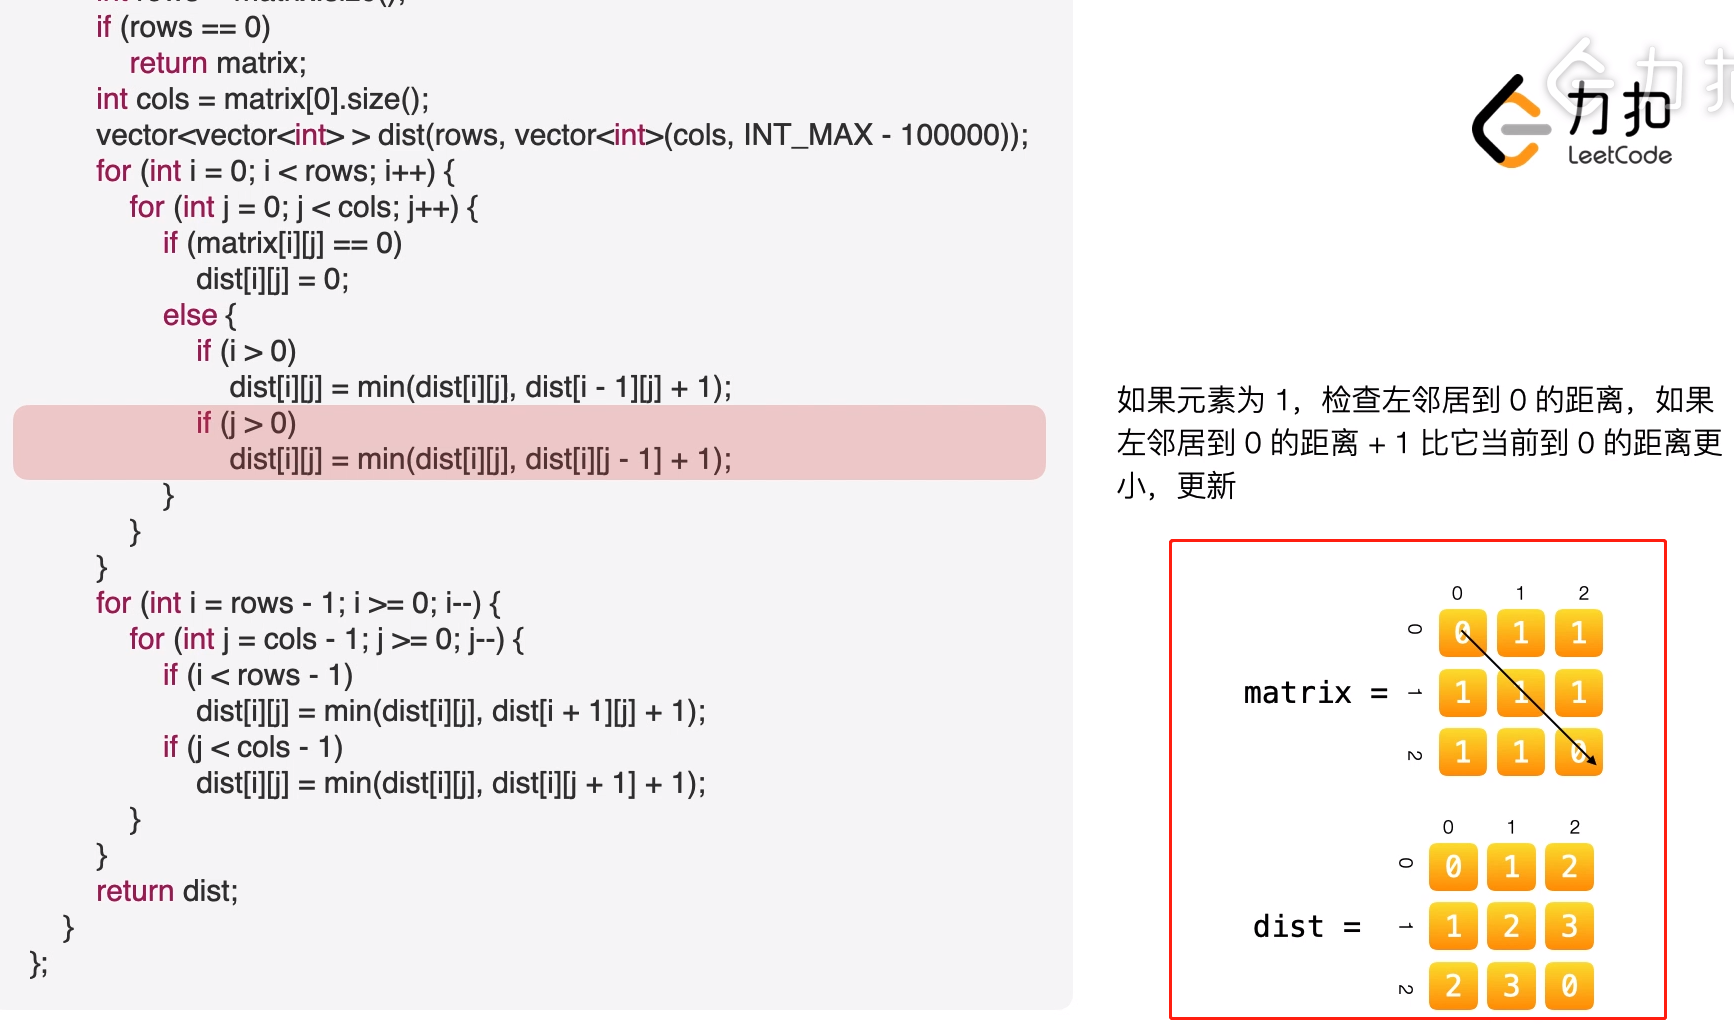 int rows = matrix.size();
if (rows == 0)
return matrix;
int cols = matrix[0].size();
vector<vector<int> > dist(rows, vector<int>(cols, INT_MAX - 100000));
for (int i = 0; i < rows; i++) {
for (int j = 0; j < cols; j++) {
if (matrix[i][j] == 0)
dist[i][j] = 0;
else {
if (i > 0)
dist[i][j] = min(dist[i][j], dist[i - 1][j] + 1);
if (j > 0)
dist[i][j] = min(dist[i][j], dist[i][j - 1] + 1);
}
}
}
for (int i = rows - 1; i >= 0; i--) {
for (int j = cols - 1; j >= 0; j--) {
if (i < rows - 1)
dist[i][j] = min(dist[i][j], dist[i + 1][j] + 1);
if (j < cols - 1)
dist[i][j] = min(dist[i][j], dist[i][j + 1] + 1);
}
}
return dist;
}
};
力扣
力扣
LeetCode
如果元素为 1，检查左邻居到 0 的距离，如果
左邻居到 0 的距离 + 1 比它当前到 0 的距离更
小，更新
0 1 2
0 0 1 1
matrix = 1 1 1 1
2 1 1 0
0 1 2
0 0 1 2
dist = 1 1 2 3
2 2 3 0